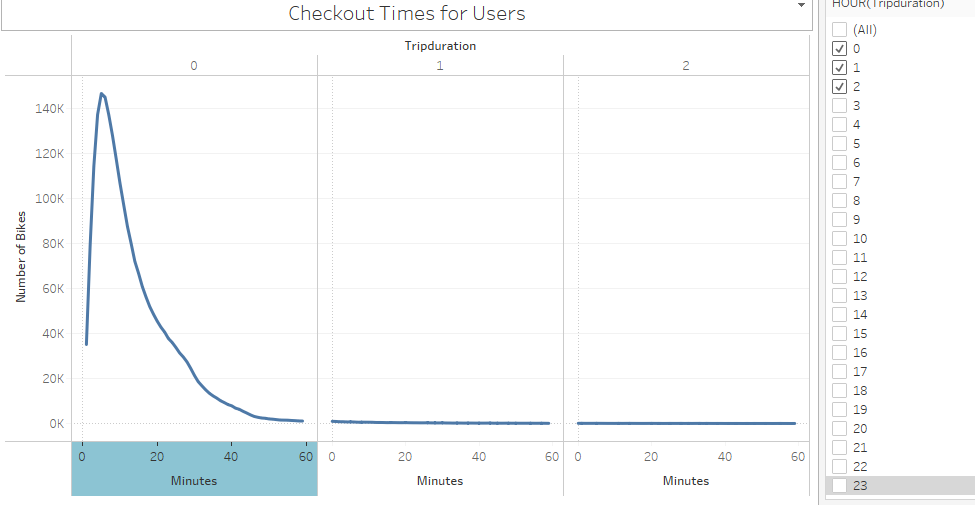 Checkout Times for Users
Tripduration
0 1 2
Number of Bikes
140K
120K
100K
80K
60K
40K
20K
0K
0 20 40 60 0 20 40 60 0 20 40 60
Minutes Minutes Minutes
HOUR(Tripduration)
(All)
0
1
2
3
4
5
6
7
8
9
10
11
12
13
14
15
16
17
18
19
20
21
22
23